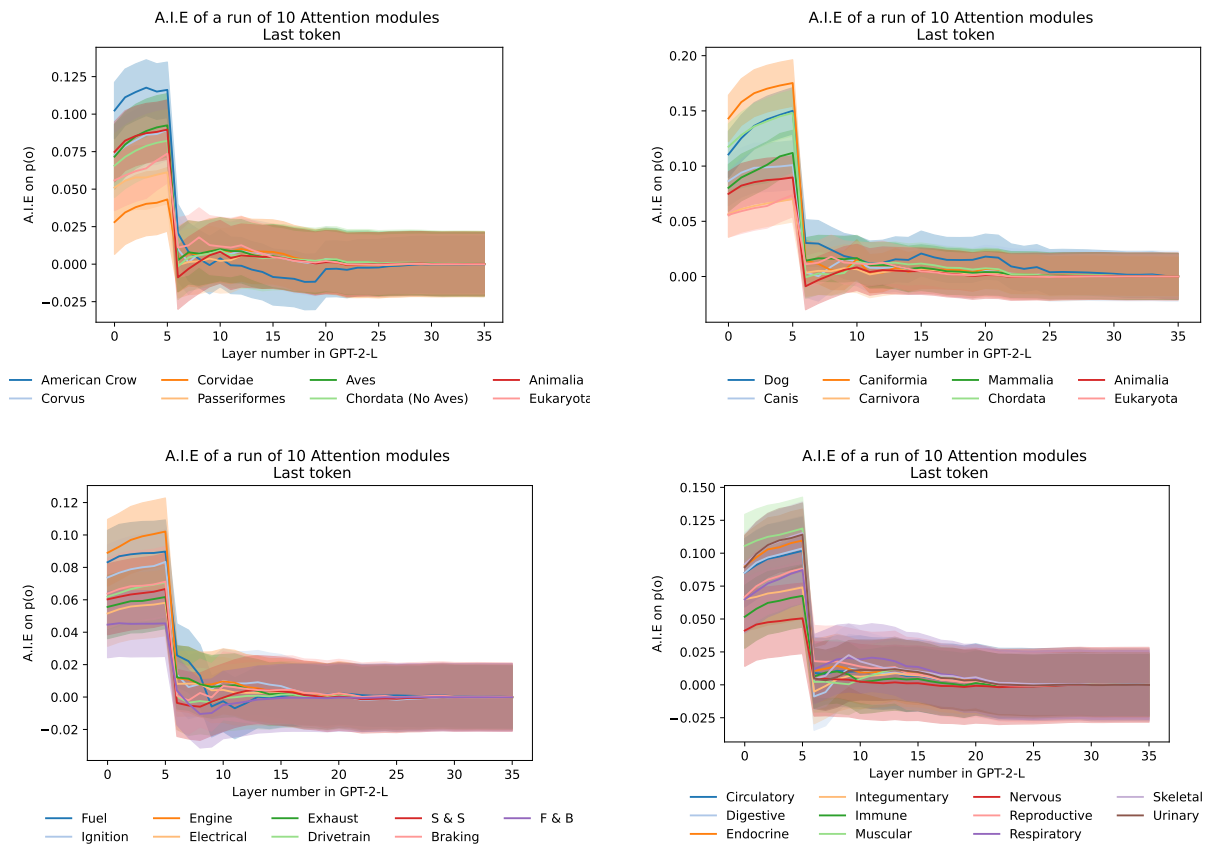 A.I.E of a run of 10 Attention modules
Last token
A.I.E on p(o)
0.125
0.100
0.075
0.050
0.025
0.000
−0.025
0 5 10 15 20 25 30 35
Layer number in GPT-2-L
American Crow Corvidae Aves Animalia
Corvus Passeriformes Chordata (No Aves) Eukaryota
A.I.E of a run of 10 Attention modules
Last token
A.I.E on p(o)
0.20
0.15
0.10
0.05
0.00
0 5 10 15 20 25 30 35
Layer number in GPT-2-L
Dog Caniformia Mammalia Animalia
Canis Carnivora Chordata Eukaryota
A.I.E of a run of 10 Attention modules
Last token
A.I.E on p(o)
0.12
0.10
0.08
0.06
0.04
0.02
0.00
−0.02
0 5 10 15 20 25 30 35
Layer number in GPT-2-L
Fuel Engine Exhaust S & S F & B
Ignition Electrical Drivetrain Braking
A.I.E of a run of 10 Attention modules
Last token
A.I.E on p(o)
0.150
0.125
0.100
0.075
0.050
0.025
0.000
−0.025
0 5 10 15 20 25 30 35
Layer number in GPT-2-L
Circulatory Integumentary Nervous Skeletal
Digestive Immune Reproductive Urinary
Endocrine Muscular Respiratory